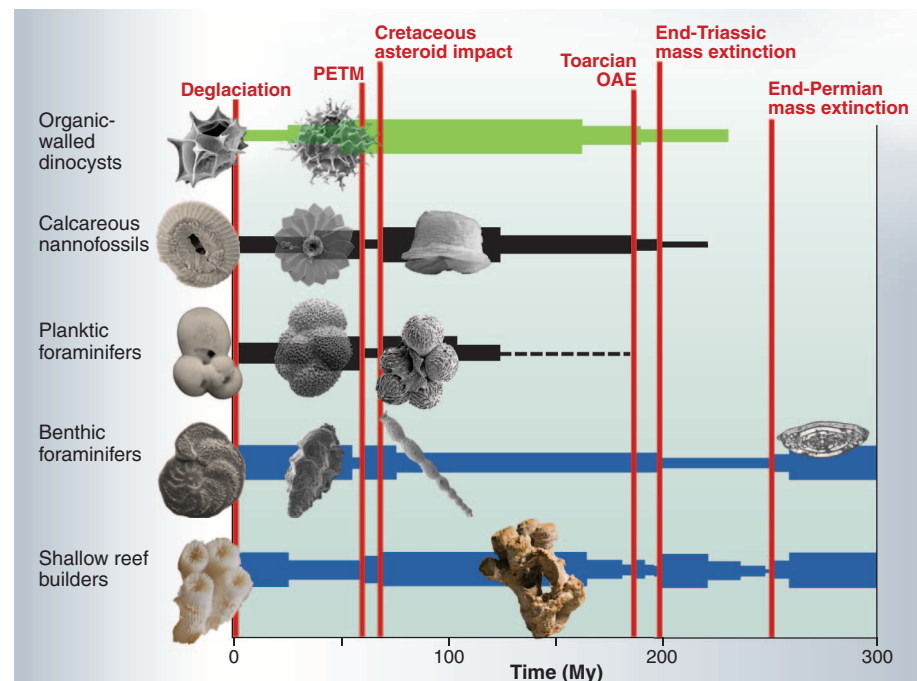 Cretaceous
asteroid impact
End-Triassic
mass extinction
PETM
Toarcian
OAE
Deglaciation
End-Permian
mass extinction
Organic-
walled
dinocysts
Calcareous
nannofossils
Planktic
foraminifers
Benthic
foraminifers
Shallow reef
builders
0
100
200
300
Time (My)